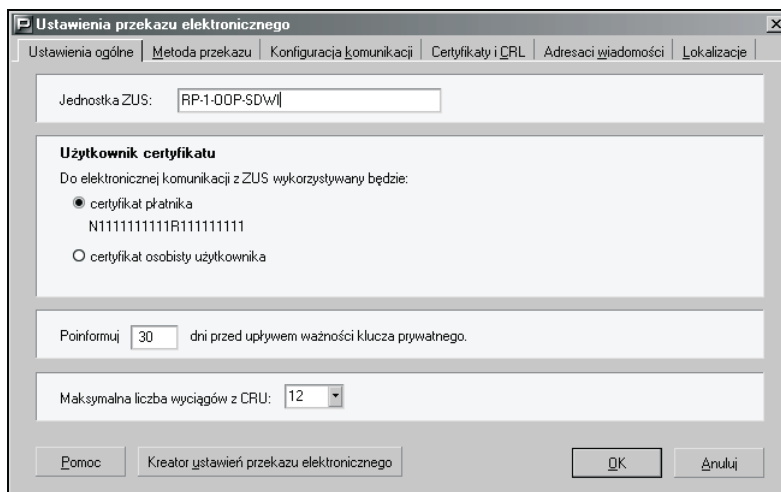 Ustawienia przekazu elektronicznego
Ustawienia ogólne Metoda przekazu Konfiguracja komunikacji Certyfikaty i CRL Adresaci wiadomości Lokalizacje
Jednostka ZUS: RP-1-OOP-SDWI
Użytkownik certyfikatu
Do elektronicznej komunikacji z ZUS wykorzystywany będzie:
certyfikat płatnika
N1111111111R111111111
certyfikat osobisty użytkownika
Poinformuj 30 dni przed upływem ważności klucza prywatnego.
Maksymalna liczba wyciągów z CRU: 12
Pomoc Kreator ustawień przekazu elektronicznego OK Anuluj